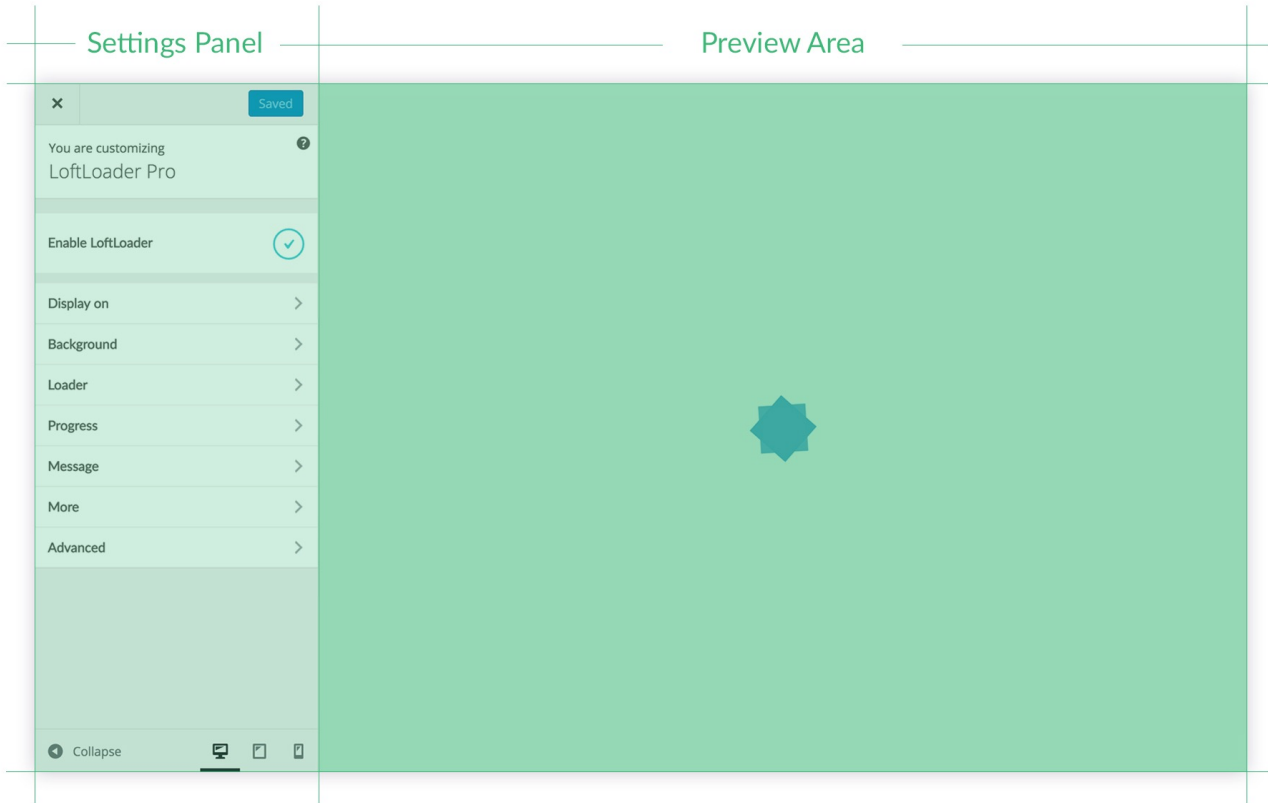 Settings Panel
Preview Area
Saved
You are customizing
LoftLoader Pro
Enable LoftLoader
Display on
Background
Loader
Progress
Message
More
Advanced
Collapse